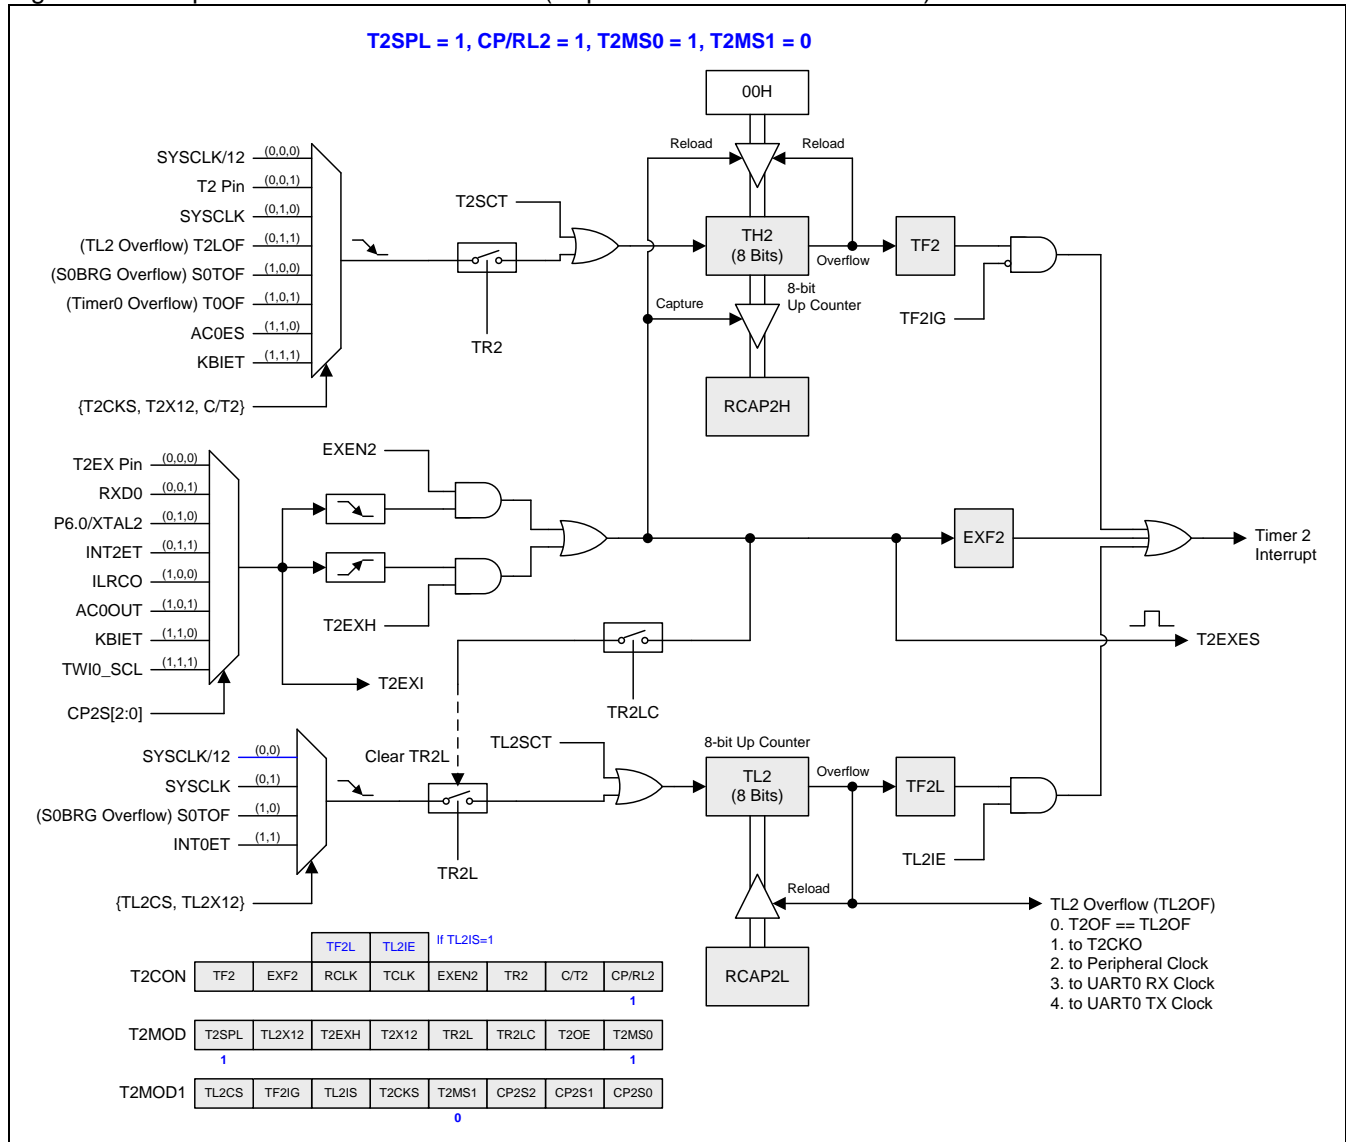 T2SPL = 1, CP/RL2 = 1, T2MS0 = 1, T2MS1 = 0
00H
Reload
Reload
SYSCLK/12 (0,0,0)
T2 Pin (0,0,1)
SYSCLK (0,1,0)
(TL2 Overflow) T2LOF (0,1,1)
(S0BRG Overflow) S0TOF (1,0,0)
(Timer0 Overflow) T0OF (1,0,1)
AC0ES (1,1,0)
KBIET (1,1,1)
{T2CKS, T2X12, C/T2}
T2SCT
TR2
TH2
(8 Bits)
Overflow
8-bit
Up Counter
Capture
RCAP2H
TF2
TF2IG
T2EX Pin (0,0,0)
RXD0 (0,0,1)
P6.0/XTAL2 (0,1,0)
INT2ET (0,1,1)
ILRCO (1,0,0)
AC0OUT (1,0,1)
KBIET (1,1,0)
TWI0_SCL (1,1,1)
CP2S[2:0]
EXEN2
T2EXH
T2EXI
EXF2
Timer 2
Interrupt
T2EXES
TR2LC
SYSCLK/12 (0,0)
SYSCLK (0,1)
(S0BRG Overflow) S0TOF (1,0)
INT0ET (1,1)
{TL2CS, TL2X12}
Clear TR2L
TR2L
TL2SCT
8-bit Up Counter
TL2
(8 Bits)
Overflow
TF2L
TL2IE
Reload
RCAP2L
TL2 Overflow (TL2OF)
0. T2OF == TL2OF
1. to T2CKO
2. to Peripheral Clock
3. to UART0 RX Clock
4. to UART0 TX Clock
TF2L TL2IE If TL2IS=1
T2CON TF2 EXF2 RCLK TCLK EXEN2 TR2 C/T2 CP/RL2
1
T2MOD T2SPL TL2X12 T2EXH T2X12 TR2L TR2LC T2OE T2MS0
1 1
T2MOD1 TL2CS TF2IG TL2IS T2CKS T2MS1 CP2S2 CP2S1 CP2S0
0